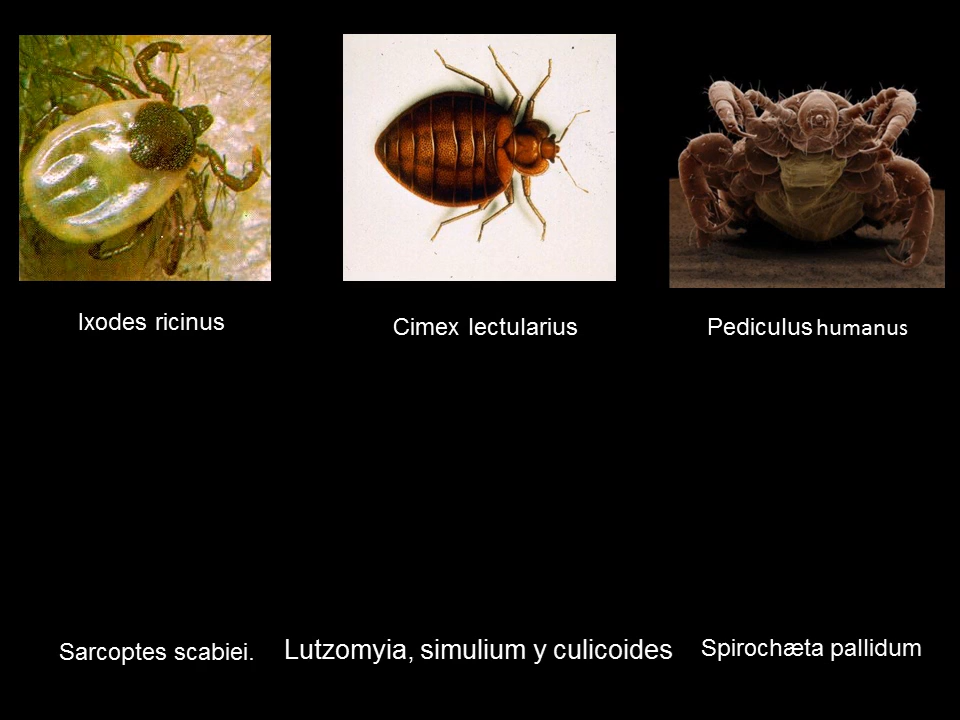 Ixodes ricinus
Cimex lectularius
Pediculus humanus
Sarcoptes scabiei.
Lutzomyia, simulium y culicoides
Spirochæta pallidum